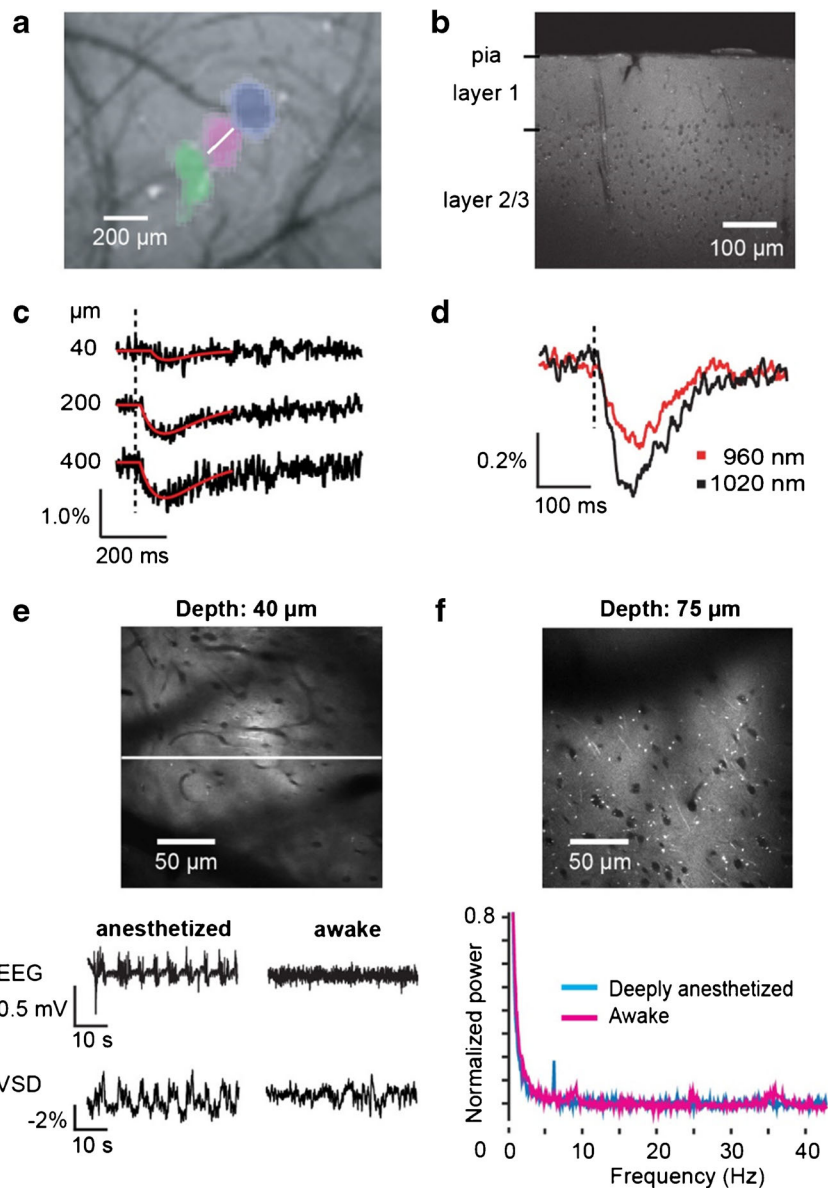 a
200 µm
b
pia
layer 1
layer 2/3
100 µm
c
µm
40
200
400
1.0%
200 ms
d
0.2%
960 nm
1020 nm
100 ms
e
Depth: 40 µm
50 µm
anesthetized
awake
EEG
0.5 mV
10 s
VSD
-2%
10 s
f
Depth: 75 µm
50 µm
0.8
Normalized power
Deeply anesthetized
Awake
0
0 10 20 30 40
Frequency (Hz)